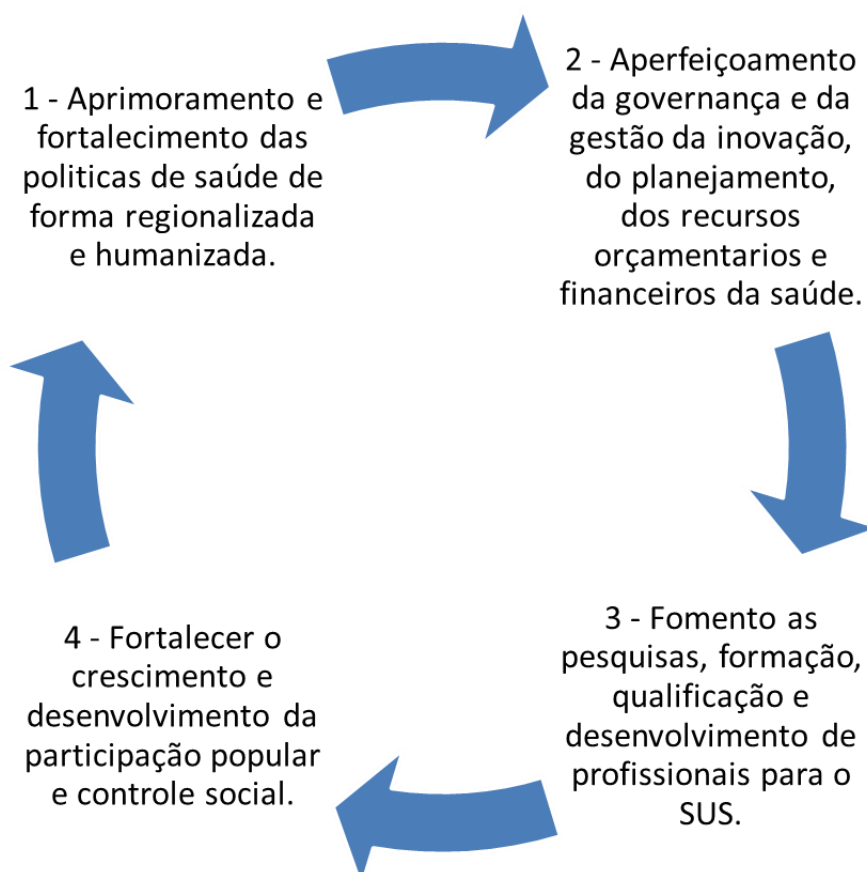 1 - Aprimoramento e
fortalecimento das
politicas de saúde de
forma regionalizada
e humanizada.
2 - Aperfeiçoamento
da governança e da
gestão da inovação,
do planejamento,
dos recursos
orçamentarios e
financeiros da saúde.
3 - Fomento as
pesquisas, formação,
qualificação e
desenvolvimento de
profissionais para o
SUS.
4 - Fortalecer o
crescimento e
desenvolvimento da
participação popular
e controle social.